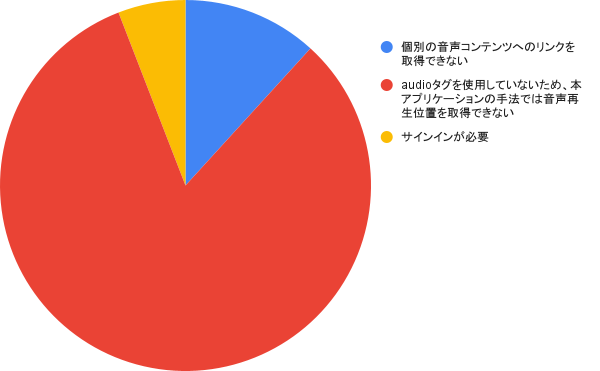 個別の音声コンテンツへのリンクを
取得できない
audioタグを使用していないため、本
アプリケーションの手法では音声再
生位置を取得できない
サインインが必要